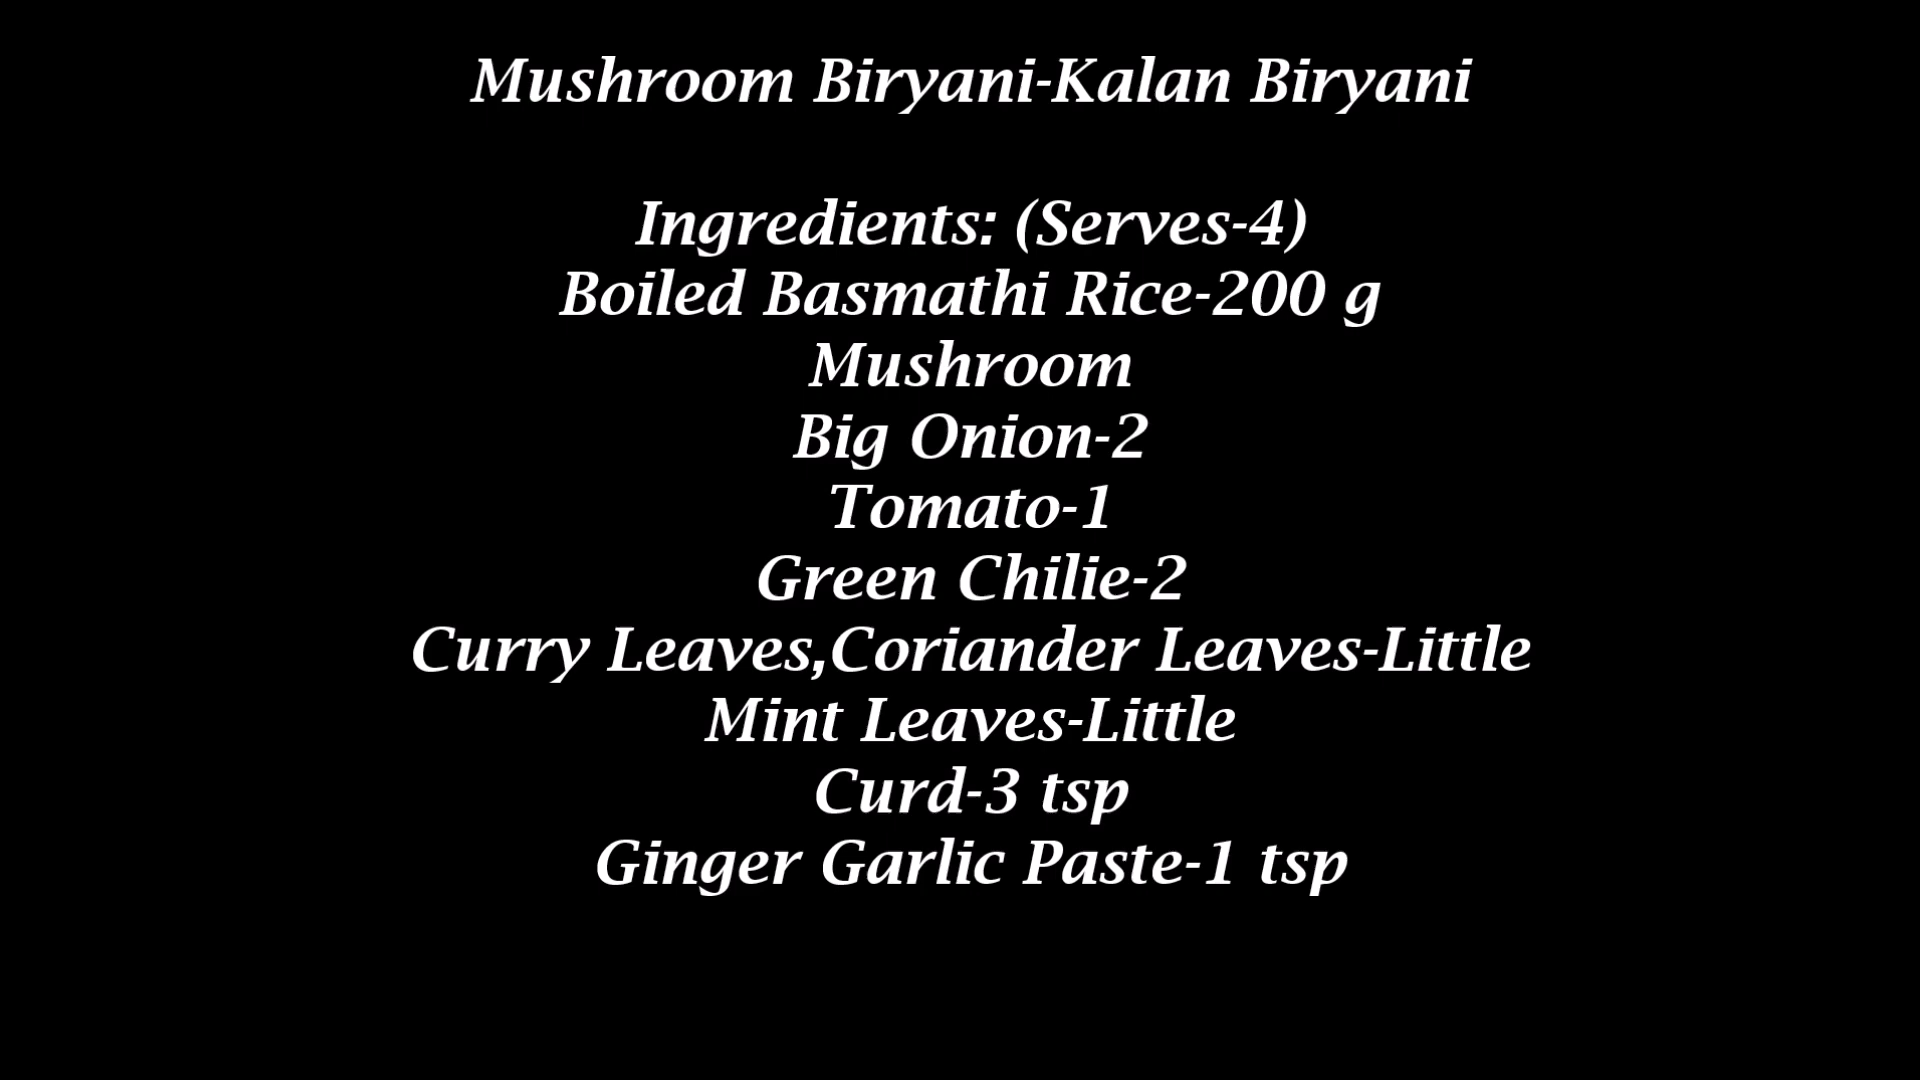 Mushroom Biryani-Kalan Biryani
Ingredients: (Serves-4)
Boiled Basmathi Rice-200 g
Mushroom
Big Onion-2
Tomato-1
Green Chilie-2
Curry Leaves,Coriander Leaves-Little
Mint Leaves-Little
Curd-3 tsp
Ginger Garlic Paste-1 tsp